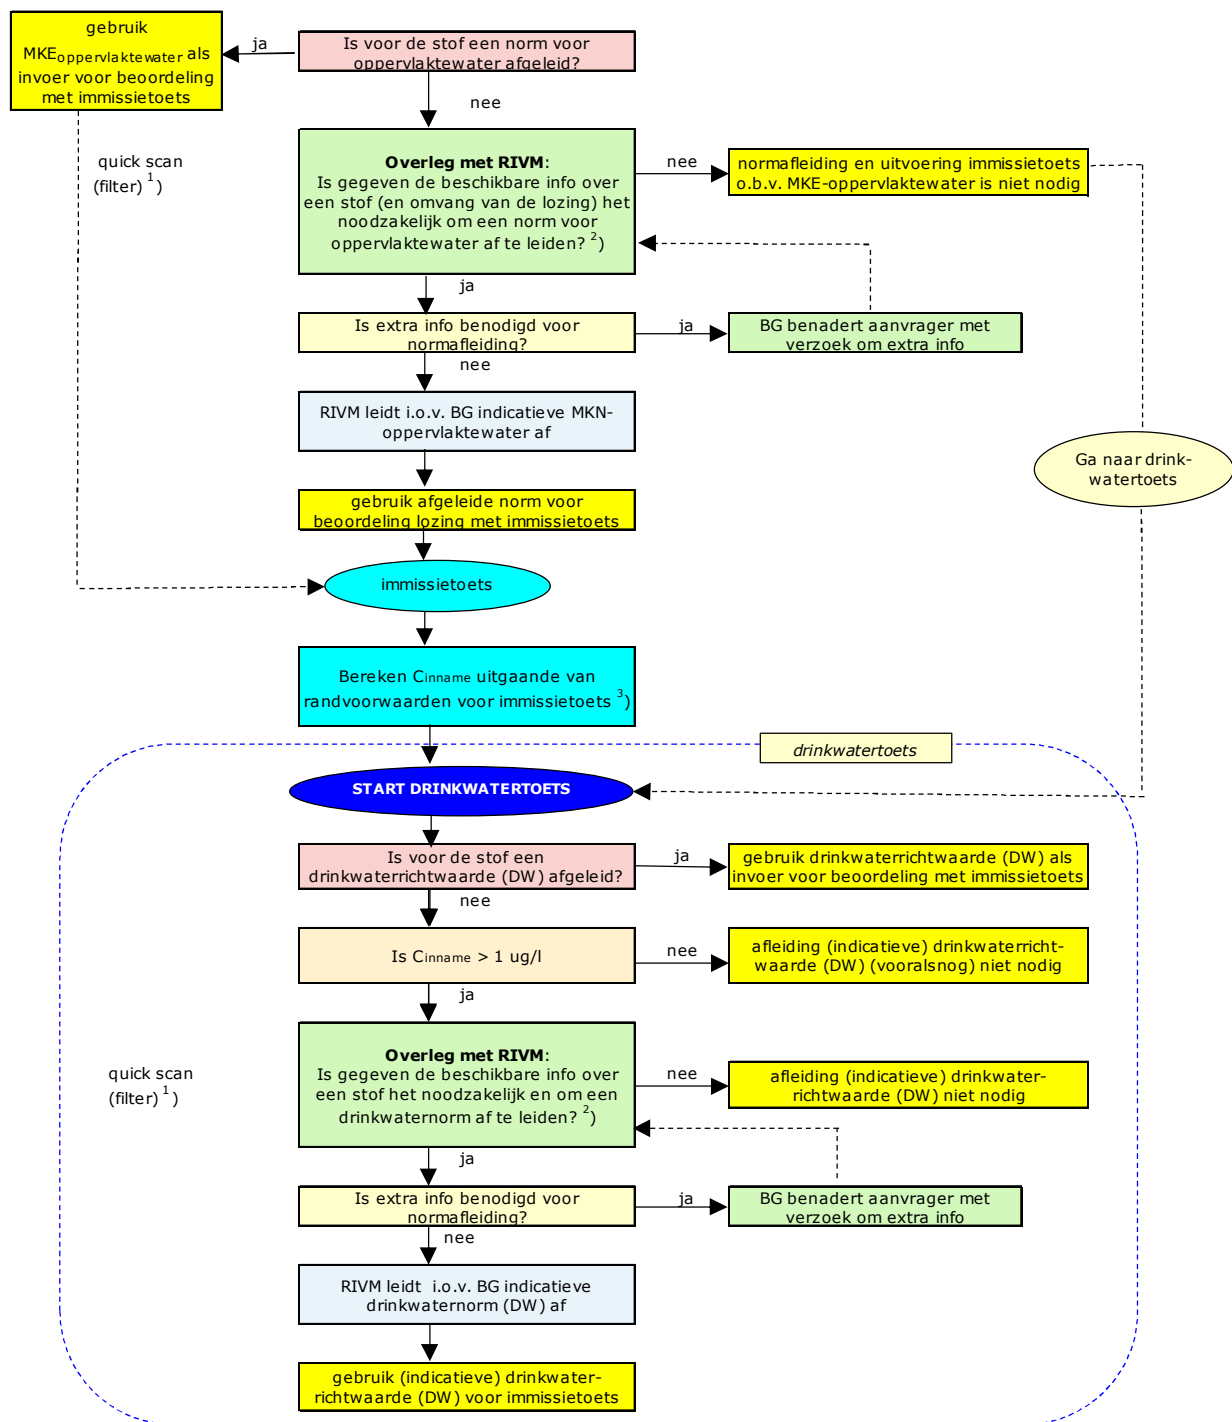 gebruik
MKEoppervlaktewater als
invoer voor beoordeling
met immissietoets
ja
Is voor de stof een norm voor
oppervlaktewater afgeleid?
nee
quick scan
(filter) 1)
Overleg met RIVM:
Is gegeven de beschikbare info over
een stof (en omvang van de lozing) het
noodzakelijk om een norm voor
oppervlaktewater af te leiden? 2)
nee
normafleiding en uitvoering immissietoets
o.b.v. MKE-oppervlaktewater is niet nodig
ja
Is extra info benodigd voor
normafleiding?
ja
BG benadert aanvrager met
verzoek om extra info
nee
RIVM leidt i.o.v. BG indicatieve MKN-
oppervlaktewater af
Ga naar drink-
watertoets
gebruik afgeleide norm voor
beoordeling lozing met immissietoets
immissietoets
Bereken Cinname uitgaande van
randvoorwaarden voor immissietoets 3)
drinkwatertoets
START DRINKWATERTOETS
Is voor de stof een
drinkwaterrichtwaarde (DW) afgeleid?
ja
gebruik drinkwaterrichtwaarde (DW) als
invoer voor beoordeling met immissietoets
nee
Is Cinname > 1 ug/l
nee
afleiding (indicatieve) drinkwaterricht-
waarde (DW) (vooralsnog) niet nodig
ja
quick scan
(filter) 1)
Overleg met RIVM:
Is gegeven de beschikbare info over
een stof het noodzakelijk en om een
drinkwaternorm af te leiden? 2)
nee
afleiding (indicatieve) drinkwater-
richtwaarde (DW) niet nodig
ja
Is extra info benodigd voor
normafleiding?
ja
BG benadert aanvrager met
verzoek om extra info
nee
RIVM leidt i.o.v. BG indicatieve
drinkwaternorm (DW) af
gebruik (indicatieve) drinkwater-
richtwaarde (DW) voor immissietoets